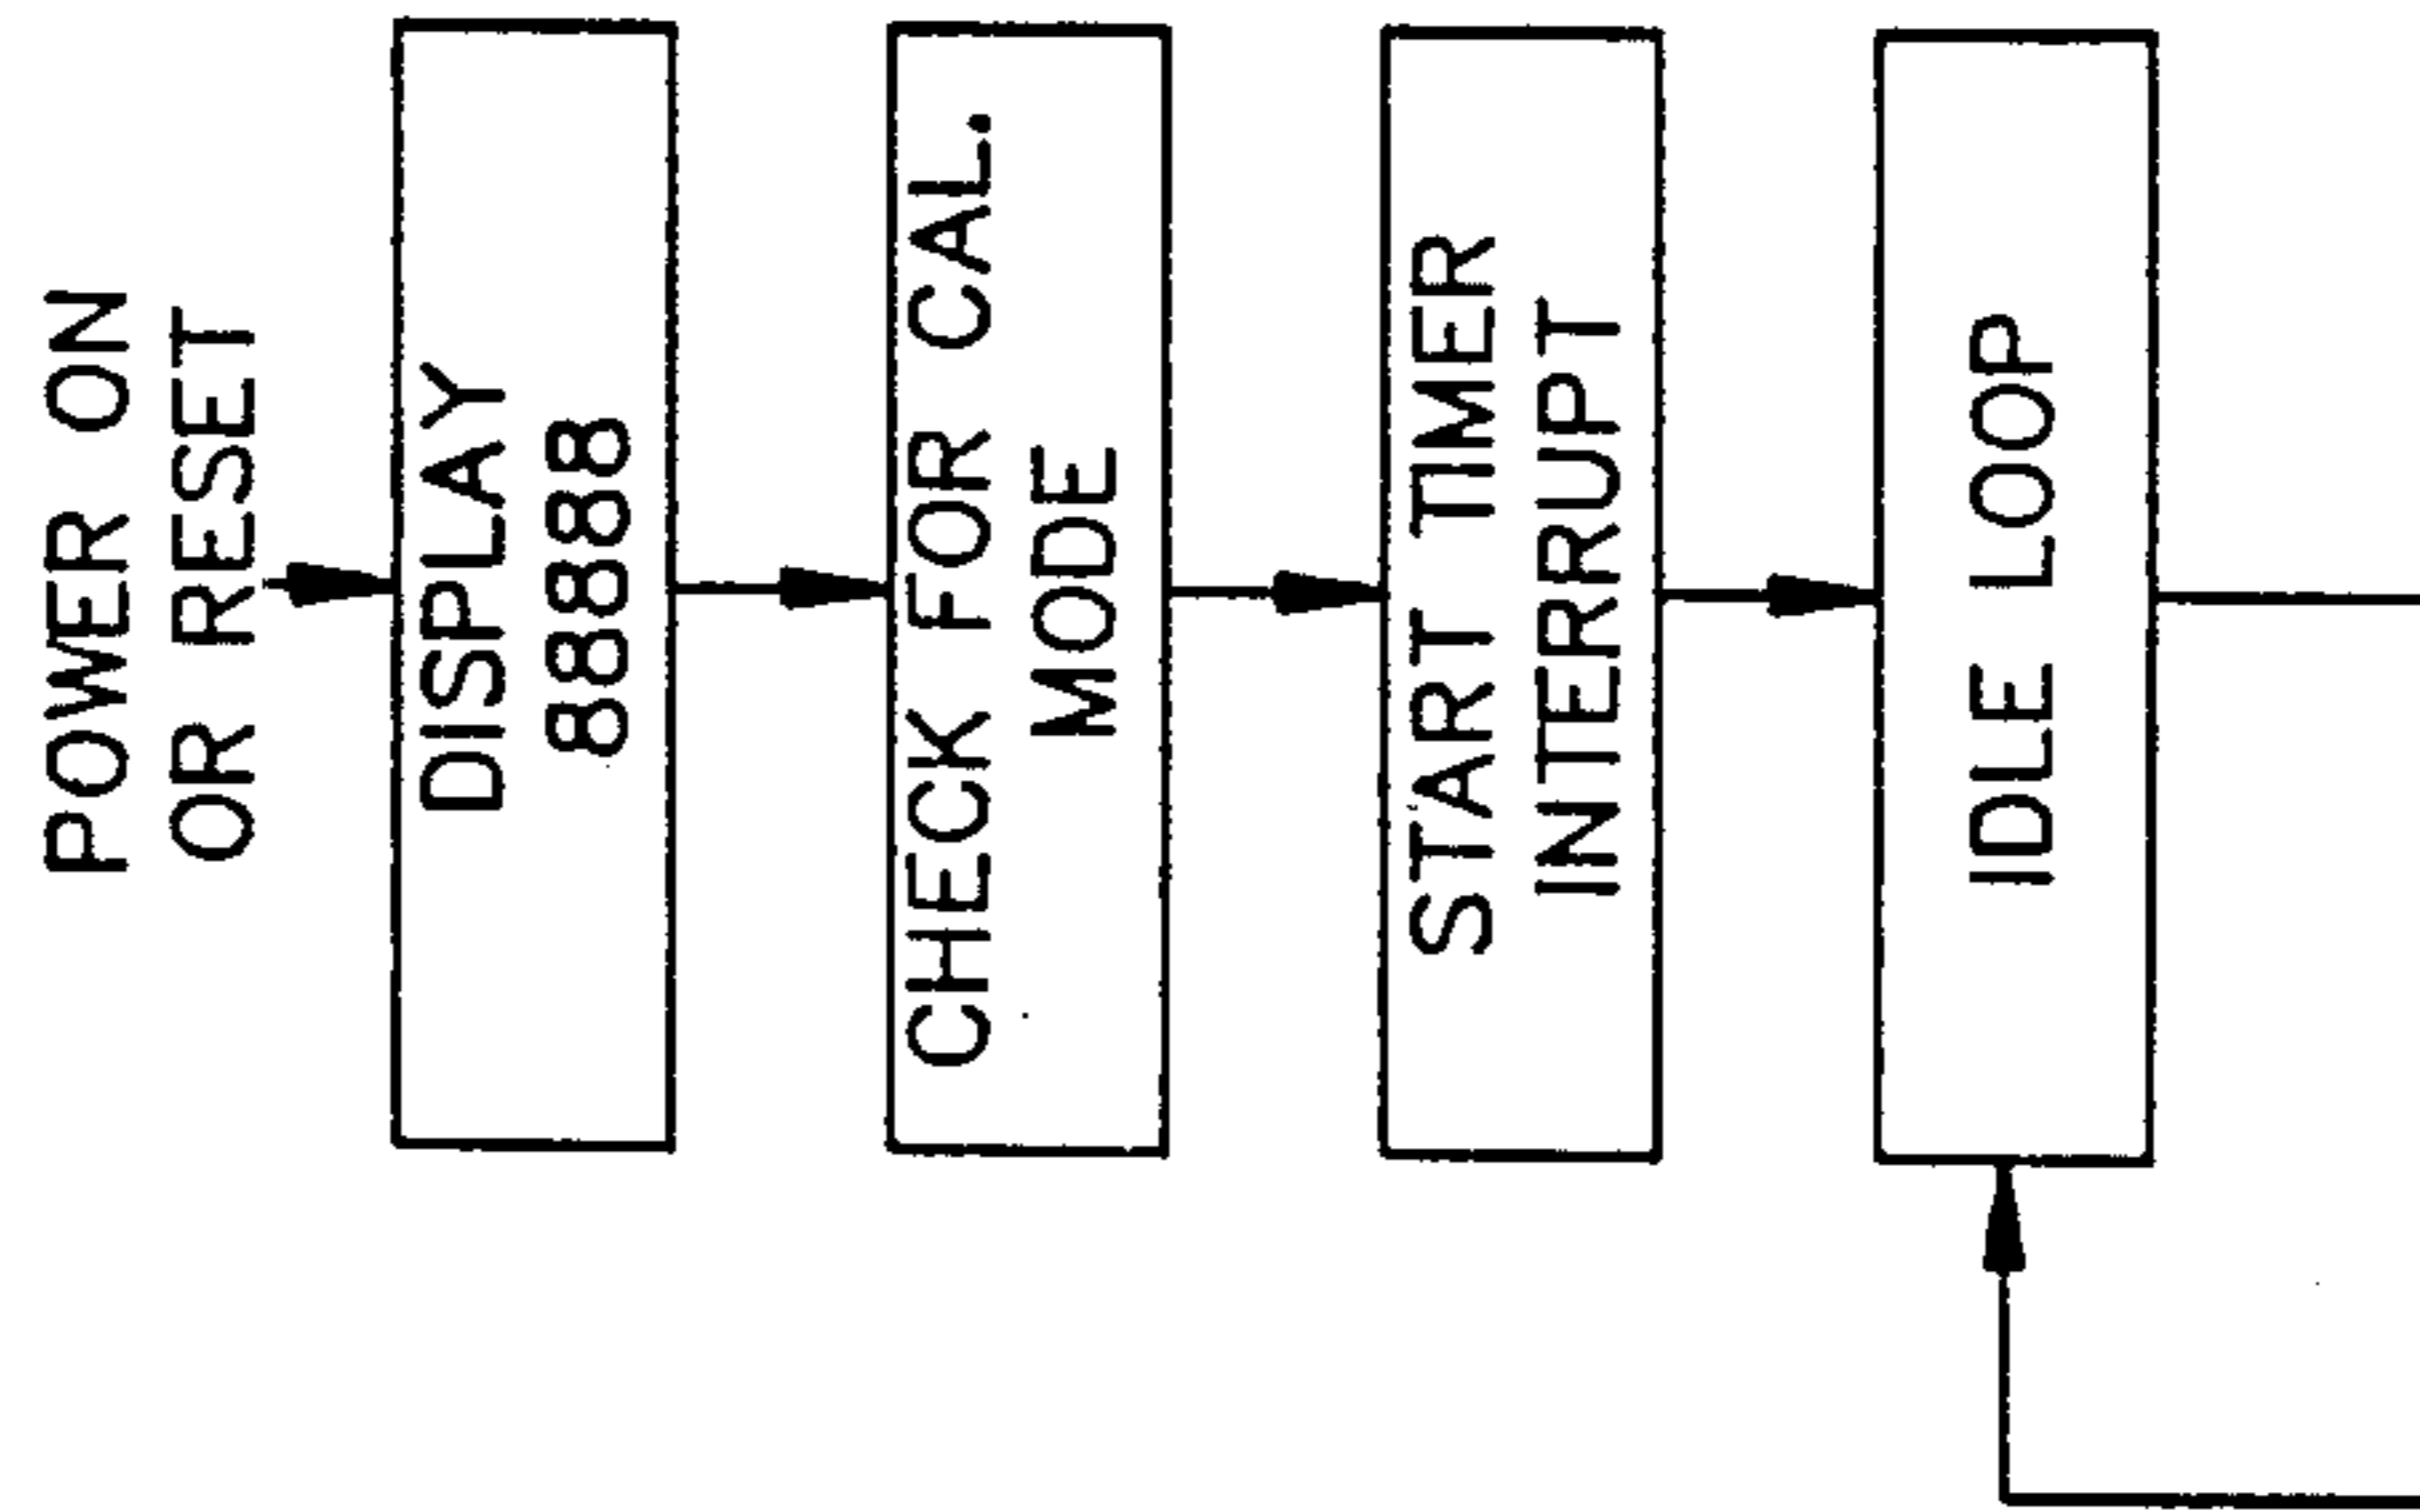 POWER ON
OR RESET
DISPLAY
88888
CHECK FOR CAL.
MODE
START TIMER
INTERRUPT
IDLE LOOP